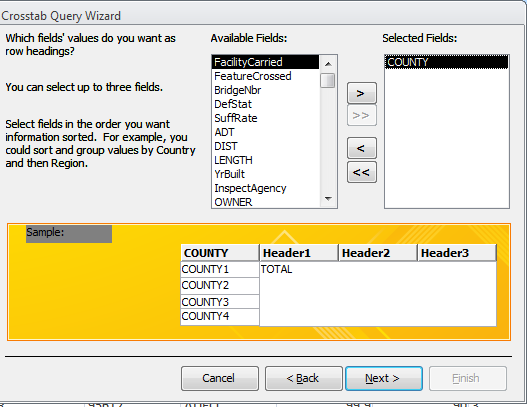 Crosstab Query Wizard
Which fields' values do you want as
row headings?
You can select up to three fields.
Select fields in the order you want
information sorted. For example, you
could sort and group values by Country
and then Region.
Available Fields:
FacilityCarried
FeatureCrossed
BridgeNbr
DefStat
SuffRate
ADT
DIST
LENGTH
YrBuilt
InspectAgency
OWNER
>
>>
<
<<
Selected Fields:
COUNTY
Sample:
COUNTY Header1 Header2 Header3
COUNTY1 TOTAL
COUNTY2
COUNTY3
COUNTY4
Cancel < Back Next > Finish